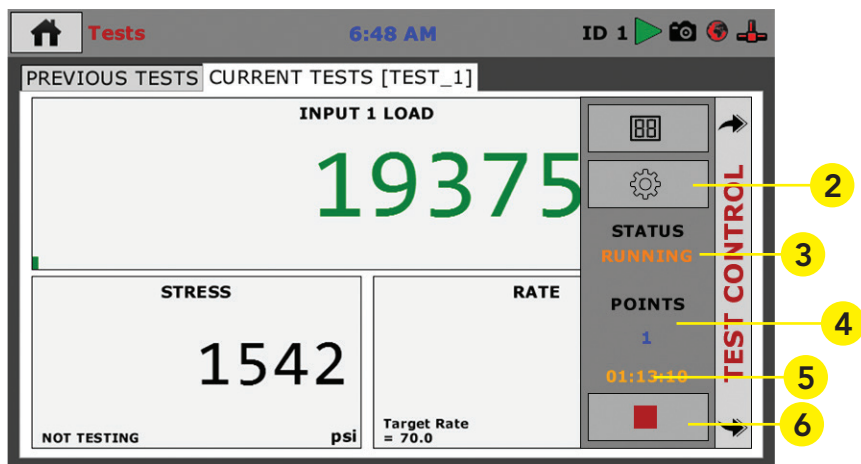 Tests 6:48 AM ID 1
PREVIOUS TESTS CURRENT TESTS [TEST_1]
INPUT 1 LOAD
19375
88
2
STATUS
RUNNING
3
STRESS
1542
NOT TESTING psi
RATE
Target Rate
= 70.0
POINTS
1
4
01:13:10
5
6
TEST CONTROL